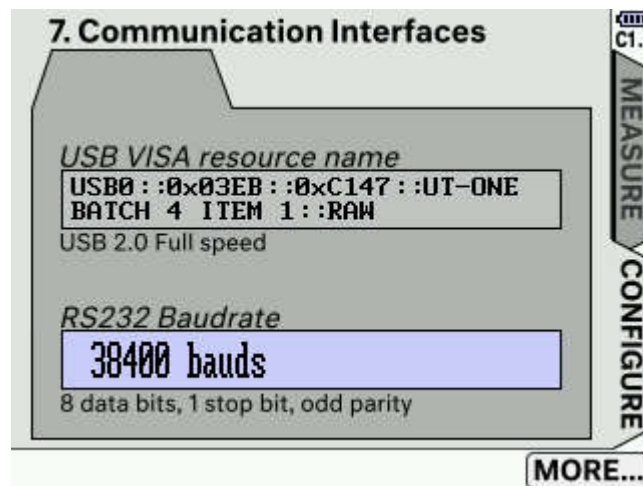 7. Communication Interfaces
C1.
MEASURE
USB VISA resource name
USB0::0x03EB::0xC147::UT-ONE
BATCH 4 ITEM 1::RAW
USB 2.0 Full speed
CONFIGURE
RS232 Baudrate
38400 bauds
8 data bits, 1 stop bit, odd parity
MORE...